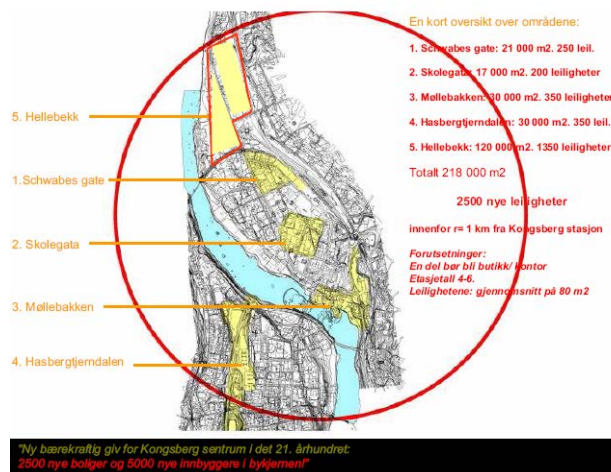 En kort oversikt over områdene:
1. Schwabes gate: 21 000 m2. 250 leil.
2. Skolegata: 17 000 m2. 200 leiligheter
3. Møllebakken: 30 000 m2. 350 leiligheter
4. Hasbergtjerndalen: 30 000 m2. 350 leil.
5. Hellebekk: 120 000 m2. 1350 leiligheter
Totalt 218 000 m2
2500 nye leiligheter
innenfor r= 1 km fra Kongsberg stasjon
Forutsetninger:
En del bør bli butikk/ kontor
Etasjetall 4-6.
Leilighetene: gjennomsnitt på 80 m2
5. Hellebekk
1.Schwabes gate
2. Skolegata
3. Møllebakken
4. Hasbergtjerndalen
"Ny bærekraftig giv for Kongsberg sentrum i det 21. århundret:
2500 nye boliger og 5000 nye innbyggere i bykjernen!"